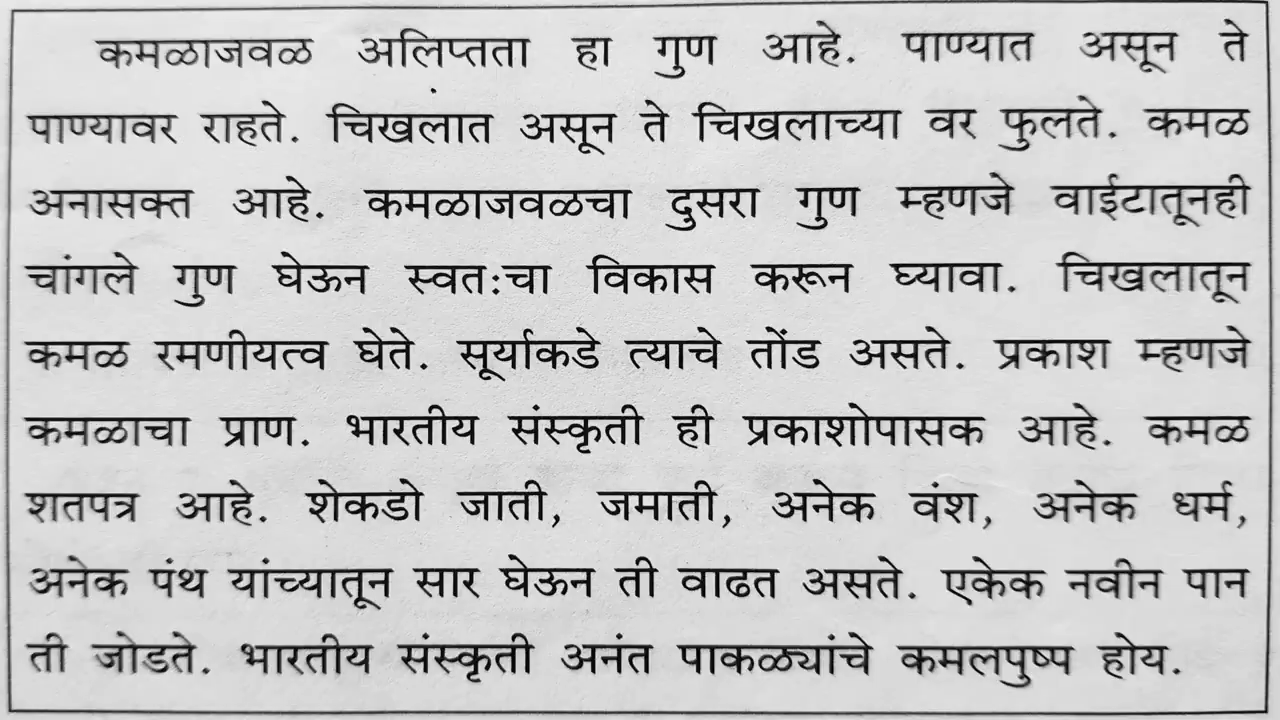 कमळाजवळ अलिप्तता हा गुण आहे. पाण्यात असून ते
पाण्यावर राहते. चिखलात असून ते चिखलाच्या वर फुलते. कमळ
अनासक्त आहे. कमळाजवळचा दुसरा गुण म्हणजे वाईटातूनही
चांगले गुण घेऊन स्वत:चा विकास करून घ्यावा. चिखलातून
कमळ रमणीयत्व घेते. सूर्याकडे त्याचे तोंड असते. प्रकाश म्हणजे
कमळाचा प्राण. भारतीय संस्कृती ही प्रकाशोपासक आहे. कमळ
शतपत्र आहे. शेकडो जाती, जमाती, अनेक वंश, अनेक धर्म,
अनेक पंथ यांच्यातून सार घेऊन ती वाढत असते. एकेक नवीन पान
ती जोडते. भारतीय संस्कृती अनंत पाकळ्यांचे कमलपुष्प होय.